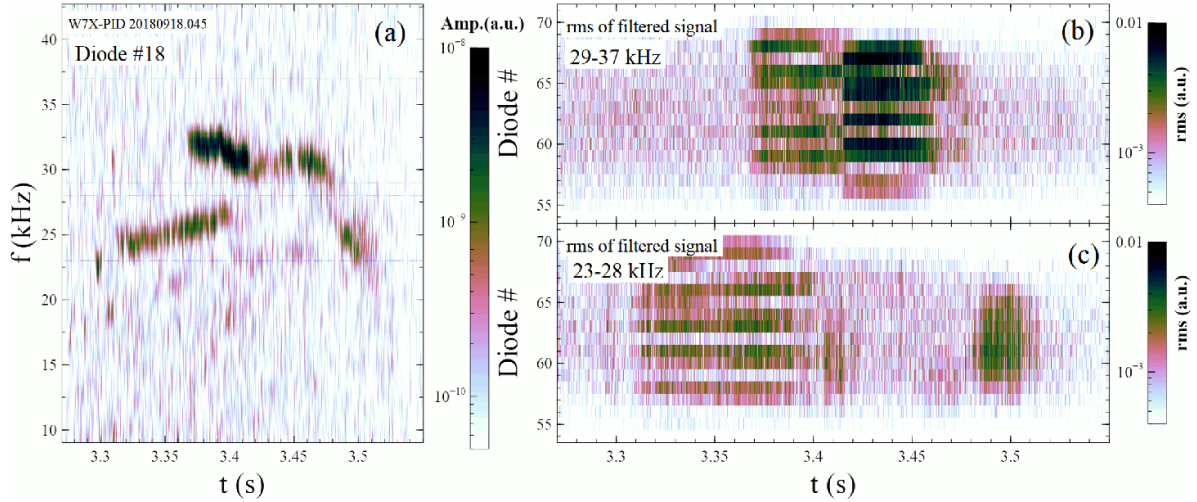 W7X-PID 20180918.045
(a)
Diode #18
f (kHz)
40
35
30
25
20
15
10
3.3
3.35
3.4
3.45
3.5
t (s)
Amp.(a.u.)
10⁻⁸
10⁻⁹
10⁻¹⁰
Diode #
Diode #
rms of filtered signal
(b)
29-37 kHz
70
65
60
55
0.01
10⁻³
rms (a.u.)
rms of filtered signal
(c)
23-28 kHz
70
65
60
55
3.3
3.35
3.4
3.45
3.5
t (s)
0.01
10⁻³
rms (a.u.)